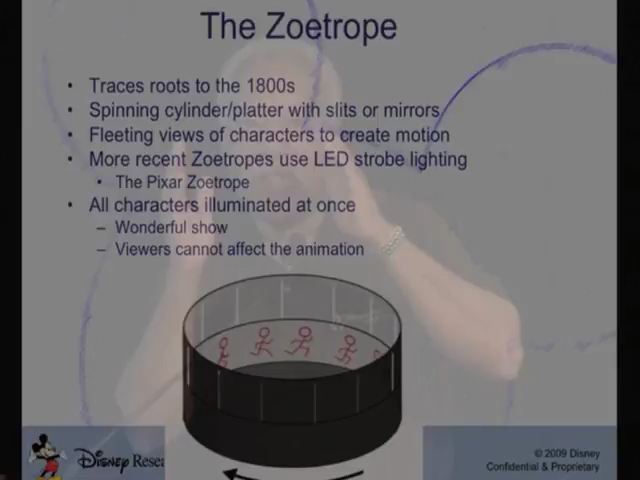 The Zoetrope
• Traces roots to the 1800s
• Spinning cylinder/platter with slits or mirrors
• Fleeting views of characters to create motion
• More recent Zoetropes use LED strobe lighting
• The Pixar Zoetrope
• All characters illuminated at once
– Wonderful show
– Viewers cannot affect the animation
Disney Resea
© 2009 Disney
Confidential & Proprietary